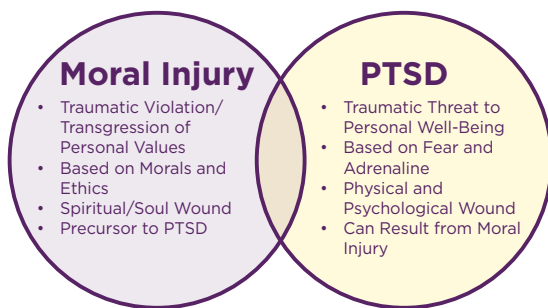 Moral Injury
• Traumatic Violation/
Transgression of
Personal Values
• Based on Morals and
Ethics
• Spiritual/Soul Wound
• Precursor to PTSD
PTSD
• Traumatic Threat to
Personal Well-Being
• Based on Fear and
Adrenaline
• Physical and
Psychological Wound
• Can Result from Moral
Injury